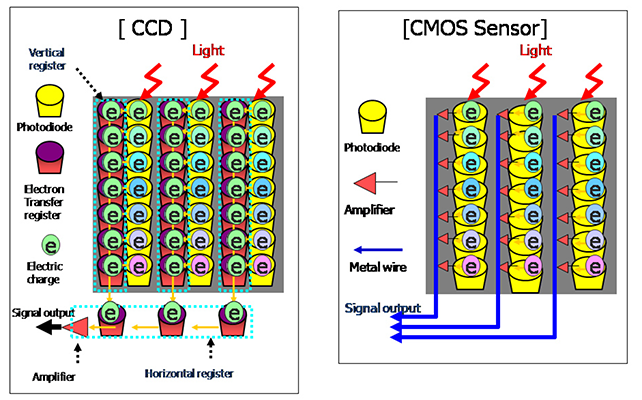 [ CCD ]
Vertical
register
Light
Photodiode
Electron
Transfer
register
e
Electric
charge
e e e e e e
e e e e e e
e e e e e e
e e e e e e
e e e e e e
e e e e e e
e e e e e e
Signal output
e e e
Amplifier
Horizontal register
[CMOS Sensor]
Light
Photodiode
Amplifier
Metal wire
e e e
e e e
e e e
e e e
e e e
e e e
e e e
Signal output